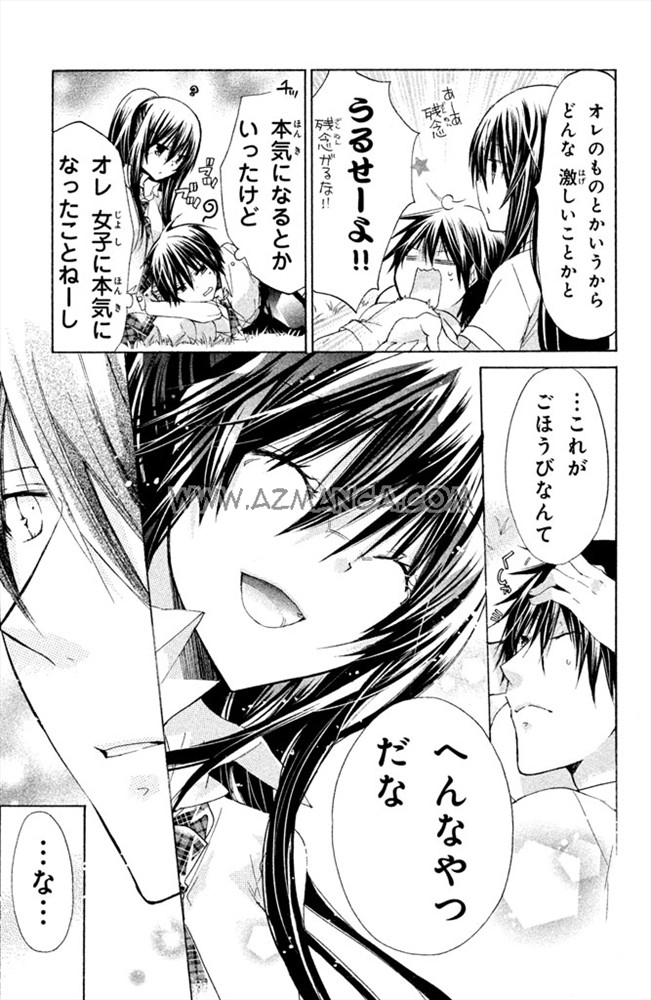 オレのものとかいうから
どんな激しいことかと
あーあ
残念
うるせーよ!!
残念がるな!!
チッ
本気になるとか
いったけど
?
オレ 女子に本気に
なったことねーし
…これが
ごほうびなんて
くしゃ
へんなやつ
だな
WWW.AZMANGA.COM
…な…